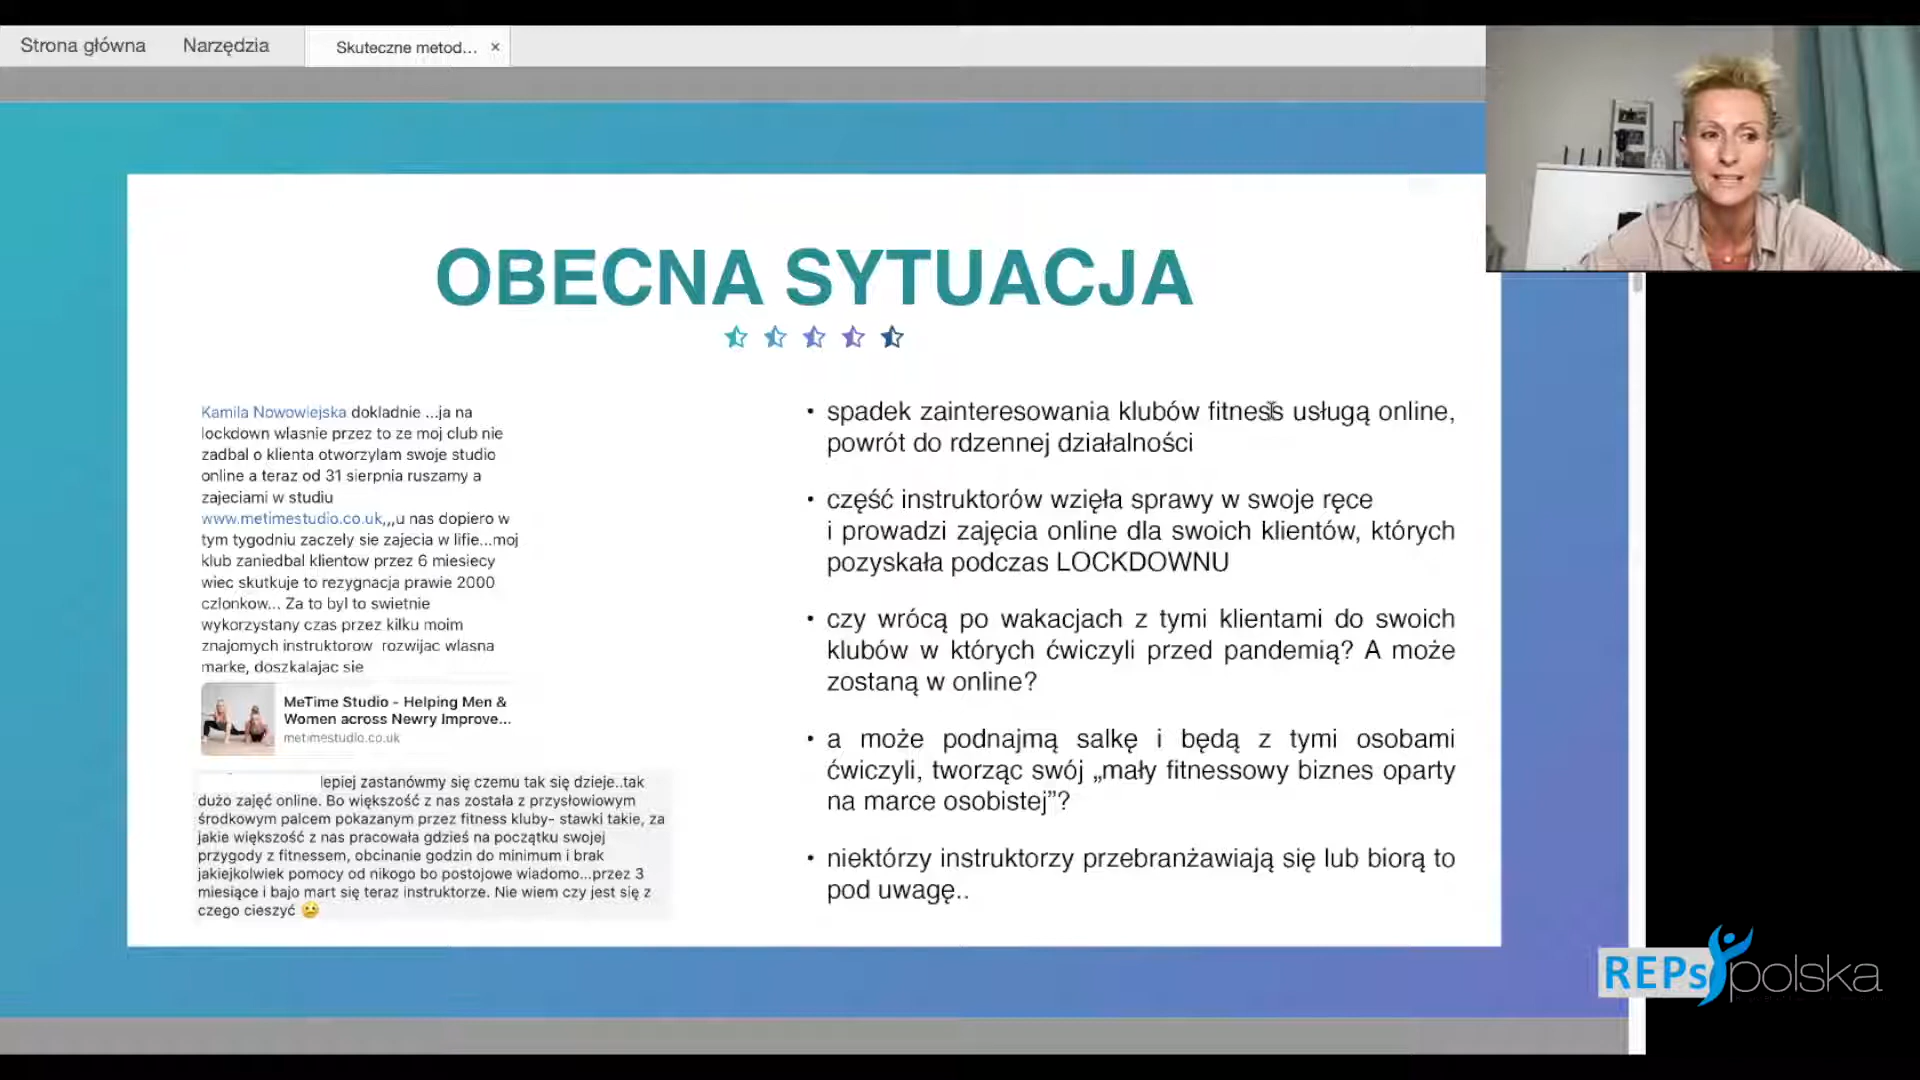 Strona główna
Narzędzia
Skuteczne metod... ×
OBECNA SYTUACJA
Kamila Nowowiejska dokladnie ...ja na
lockdown wlasnie przez to ze moj club nie
zadbal o klienta otworzylam swoje studio
online a teraz od 31 sierpnia ruszamy a
zajeciami w studiu
www.metimestudio.co.uk,,,u nas dopiero w
tym tygodniu zaczely sie zajecia w lifie...moj
klub zaniedbal klientow przez 6 miesiecy
wiec skutkuje to rezygnacja prawie 2000
czlonkow... Za to byl to swietnie
wykorzystany czas przez kilku moim
znajomych instruktorow rozwijac wlasna
marke, doszkalajac sie
MeTime Studio - Helping Men &
Women across Newry Improve...
metimestudio.co.uk
lepiej zastanówmy się czemu tak się dzieje..tak
dużo zajęć online. Bo większość z nas została z przysłowiowym
środkowym palcem pokazanym przez fitness kluby- stawki takie, za
jakie większość z nas pracowała gdzieś na początku swojej
przygody z fitnessem, obcinanie godzin do minimum i brak
jakiejkolwiek pomocy od nikogo bo postojowe wiadomo...przez 3
miesiące i bajo mart się teraz instruktorze. Nie wiem czy jest się z
czego cieszyć 😢
• spadek zainteresowania klubów fitness usługą online,
powrót do rdzennej działalności
• część instruktorów wzięła sprawy w swoje ręce
i prowadzi zajęcia online dla swoich klientów, których
pozyskała podczas LOCKDOWNU
• czy wrócą po wakacjach z tymi klientami do swoich
klubów w których ćwiczyli przed pandemią? A może
zostaną w online?
• a może podnajmą salkę i będą z tymi osobami
ćwiczyli, tworząc swój „mały fitnessowy biznes oparty
na marce osobistej”?
• niektórzy instruktorzy przebranżawiają się lub biorą to
pod uwagę..
REPs polska